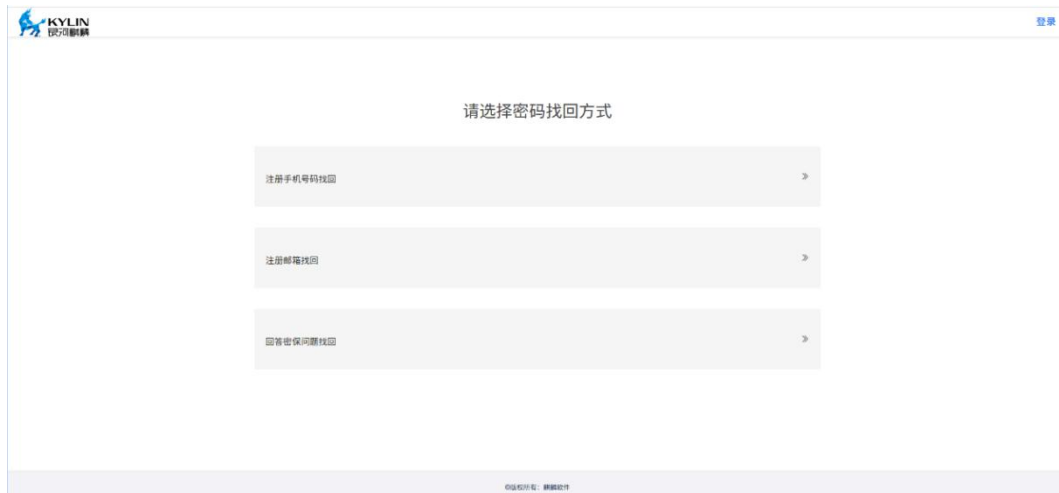 KYLIN
银河麒麟
登录
请选择密码找回方式
注册手机号码找回
注册邮箱找回
回答密保问题找回
©版权所有：麒麟软件